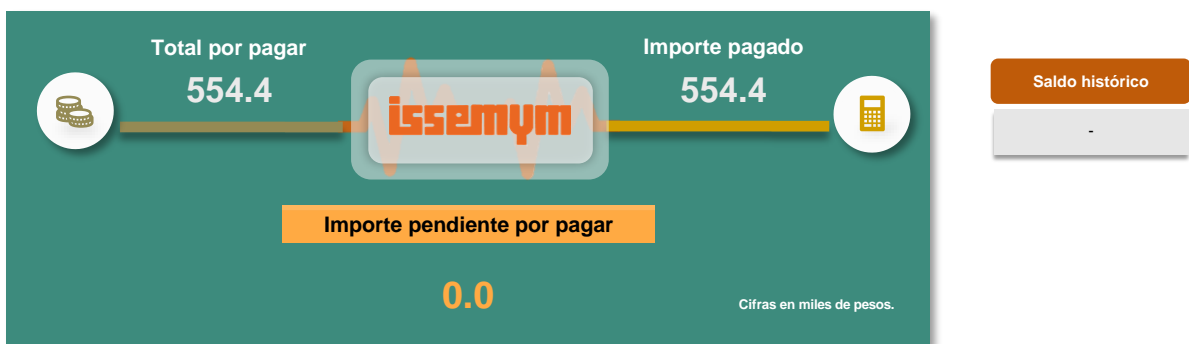 Total por pagar
554.4
issemym
Importe pagado
554.4
Importe pendiente por pagar
0.0
Cifras en miles de pesos.
Saldo histórico
-